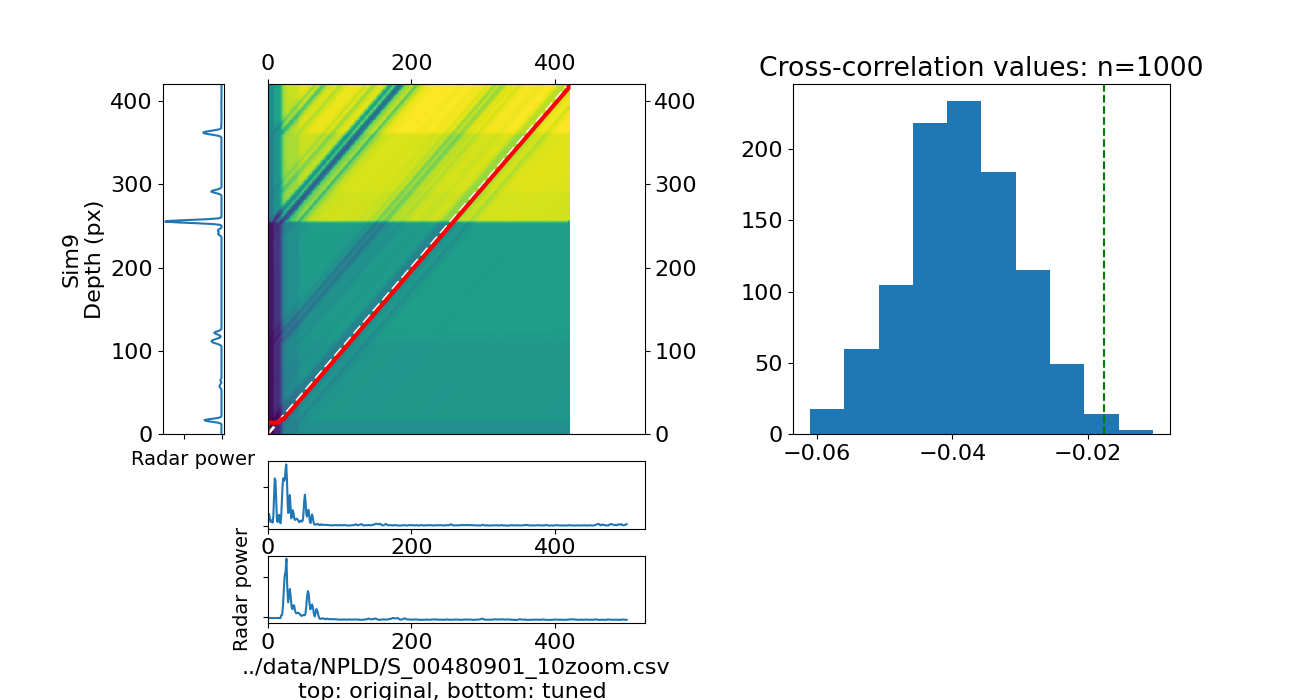 0 200 400
Cross-correlation values: n=1000
400
300
200
100
0
Sim9
Depth (px)
Radar power
400
300
200
100
0
200
150
100
50
0
−0.06 −0.04 −0.02
0 200 400
Radar power
0 200 400
../data/NPLD/S_00480901_10zoom.csv
top: original, bottom: tuned